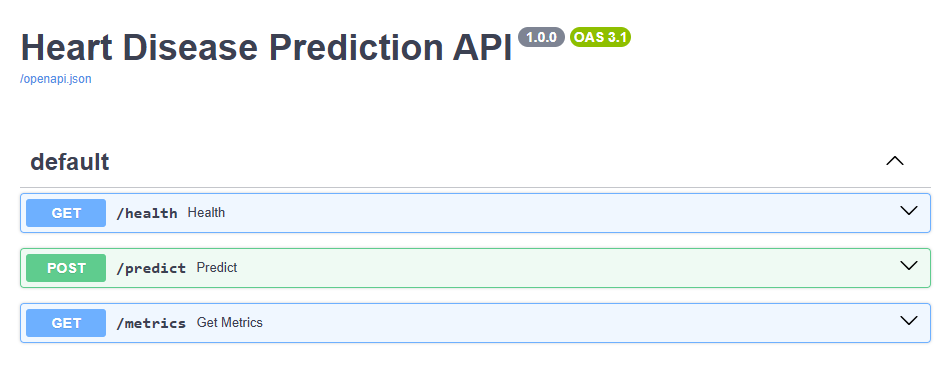 Heart Disease Prediction API 1.0.0 OAS 3.1
/openapi.json
default
GET /health Health
POST /predict Predict
GET /metrics Get Metrics